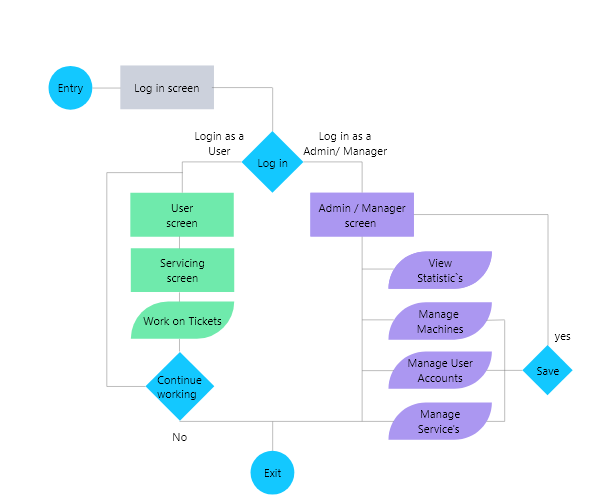 Entry
Log in screen
Login as a
User
Log in as a
Admin/ Manager
Log in
User
screen
Admin / Manager
screen
Servicing
screen
View
Statistic`s
Work on Tickets
Manage
Machines
yes
Manage User
Accounts
Save
Continue
working
Manage
Service's
No
Exit